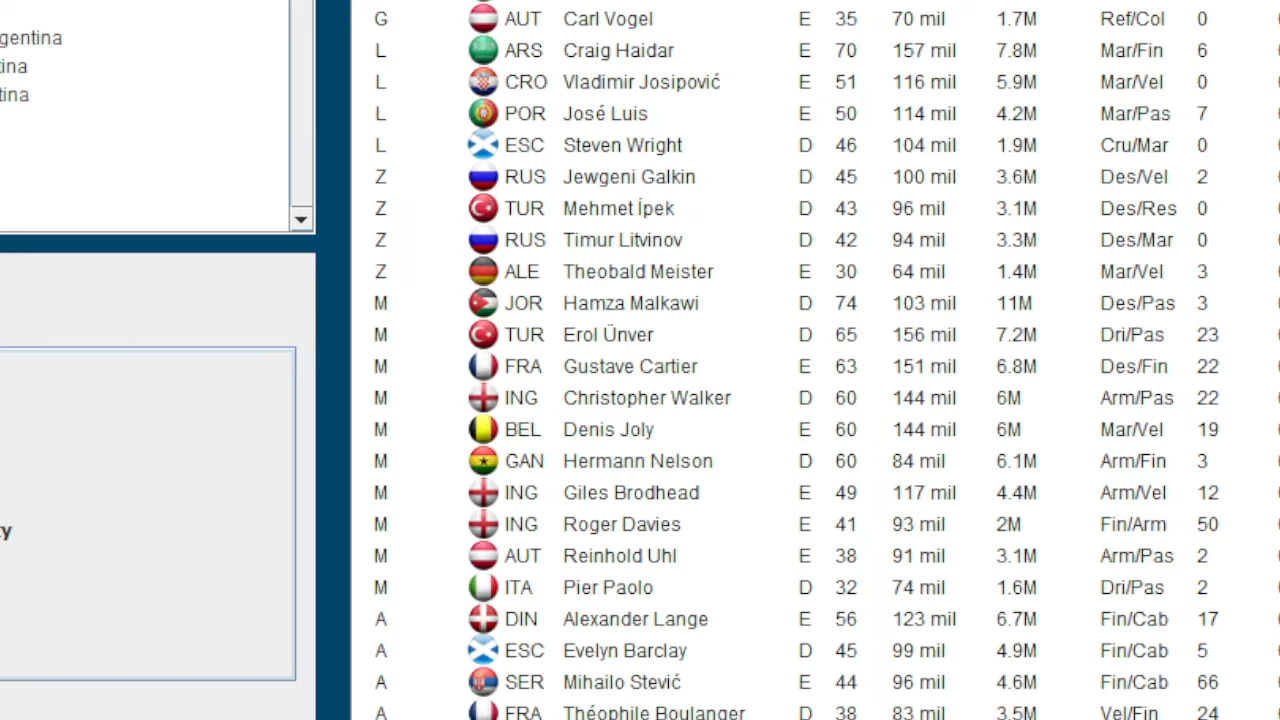 gentina
tina
tina
ty
G AUT Carl Vogel E 35 70 mil 1.7M Ref/Col 0
L ARS Craig Haidar E 70 157 mil 7.8M Mar/Fin 6
L CRO Vladimir Josipović E 51 116 mil 5.9M Mar/Vel 0
L POR José Luis E 50 114 mil 4.2M Mar/Pas 7
L ESC Steven Wright D 46 104 mil 1.9M Cru/Mar 0
Z RUS Jewgeni Galkin D 45 100 mil 3.6M Des/Vel 2
Z TUR Mehmet İpek D 43 96 mil 3.1M Des/Res 0
Z RUS Timur Litvinov D 42 94 mil 3.3M Des/Mar 0
Z ALE Theobald Meister E 30 64 mil 1.4M Mar/Vel 3
M JOR Hamza Malkawi D 74 103 mil 11M Des/Pas 3
M TUR Erol Ünver D 65 156 mil 7.2M Dri/Pas 23
M FRA Gustave Cartier E 63 151 mil 6.8M Des/Fin 22
M ING Christopher Walker D 60 144 mil 6M Arm/Pas 22
M BEL Denis Joly E 60 144 mil 6M Mar/Vel 19
M GAN Hermann Nelson D 60 84 mil 6.1M Arm/Fin 3
M ING Giles Brodhead E 49 117 mil 4.4M Arm/Vel 12
M ING Roger Davies E 41 93 mil 2M Fin/Arm 50
M AUT Reinhold Uhl E 38 91 mil 3.1M Arm/Pas 2
M ITA Pier Paolo D 32 74 mil 1.6M Dri/Pas 2
A DIN Alexander Lange E 56 123 mil 6.7M Fin/Cab 17
A ESC Evelyn Barclay D 45 99 mil 4.9M Fin/Cab 5
A SER Mihailo Stević E 44 96 mil 4.6M Fin/Cab 66
A FRA Théophile Boulanger D 38 83 mil 3.5M Vel/Fin 24